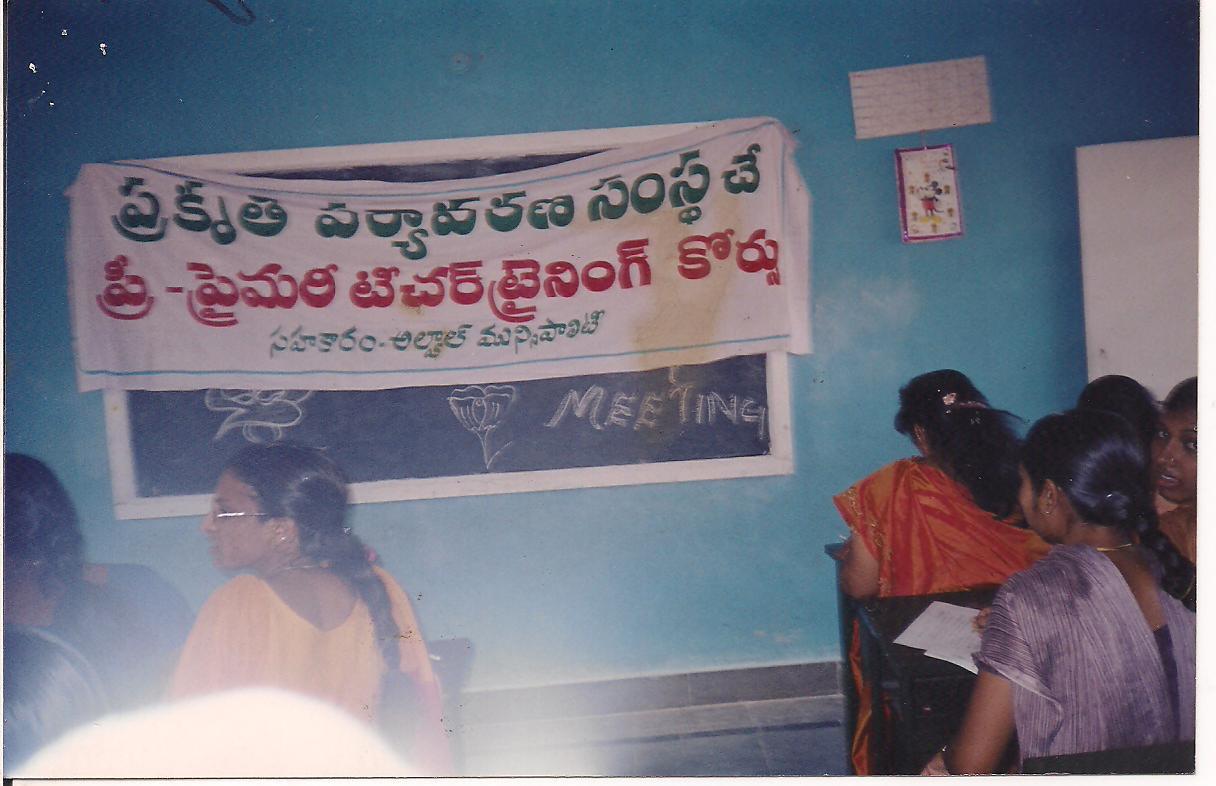 ప్రకృతి పర్యావరణ సంస్థ చే
ప్రీ - ప్రైమరీ టీచర్ ట్రైనింగ్ కోర్సు
సహకారం - అల్వాల్ మున్సిపాలిటీ
MEETING